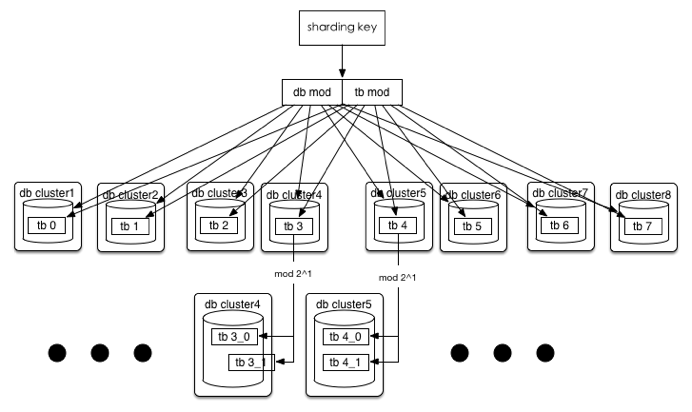 sharding key
db mod tb mod
db cluster1 db cluster2 db cluster3 db cluster4 db cluster5 db cluster6 db cluster7 db cluster8
tb 0 tb 1 tb 2 tb 3 tb 4 tb 5 tb 6 tb 7
mod 2^1 mod 2^1
db cluster4 db cluster5
tb 3_0 tb 4_0
tb 3_1 tb 4_1